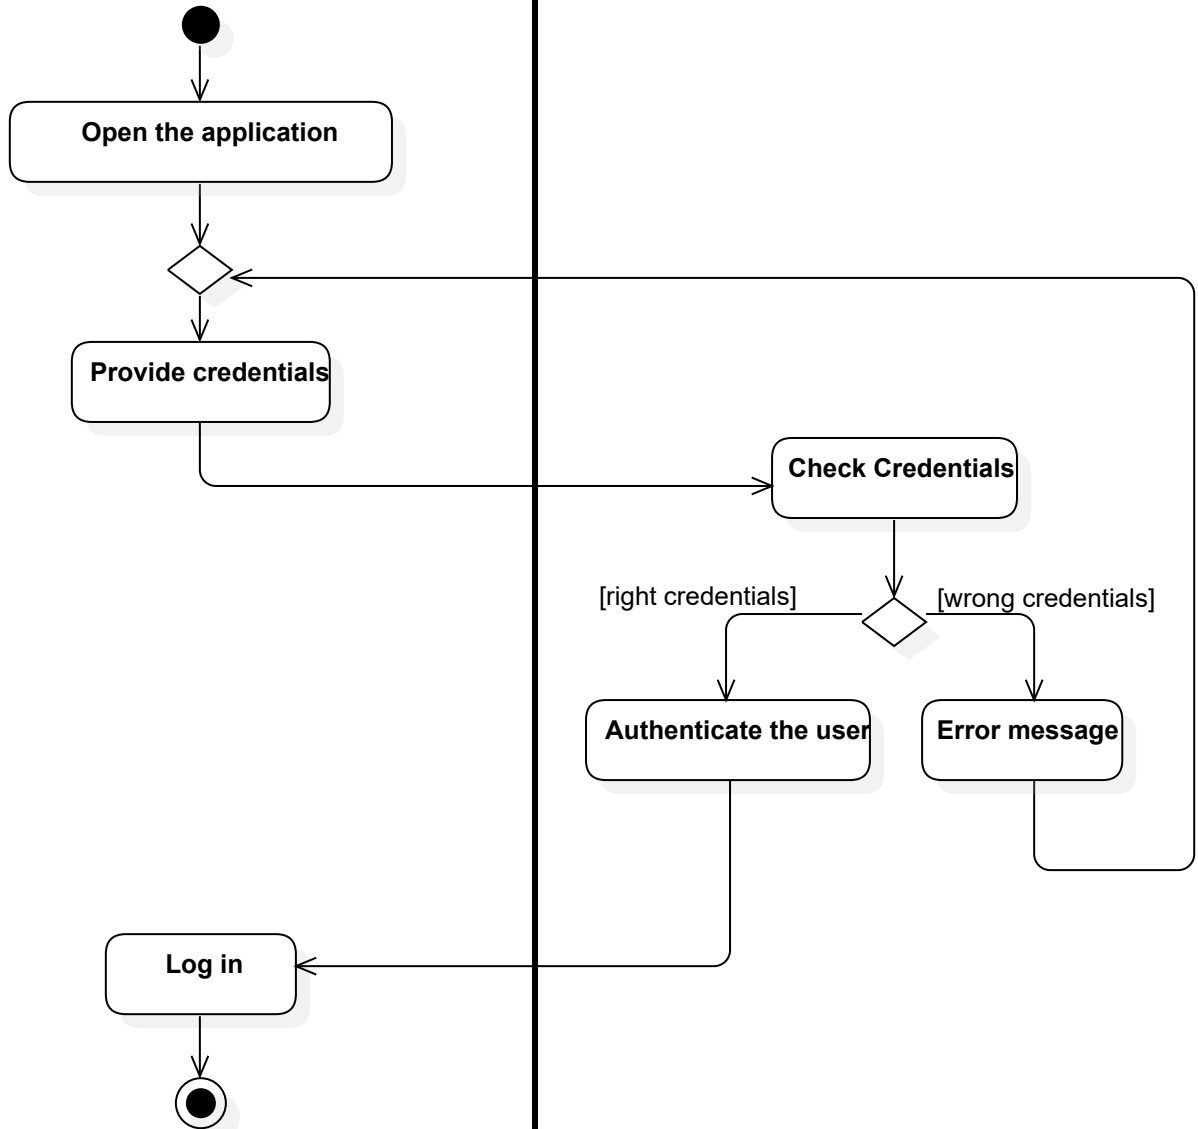 Open the application
Provide credentials
Check Credentials
[right credentials]
[wrong credentials]
Authenticate the user
Error message
Log in